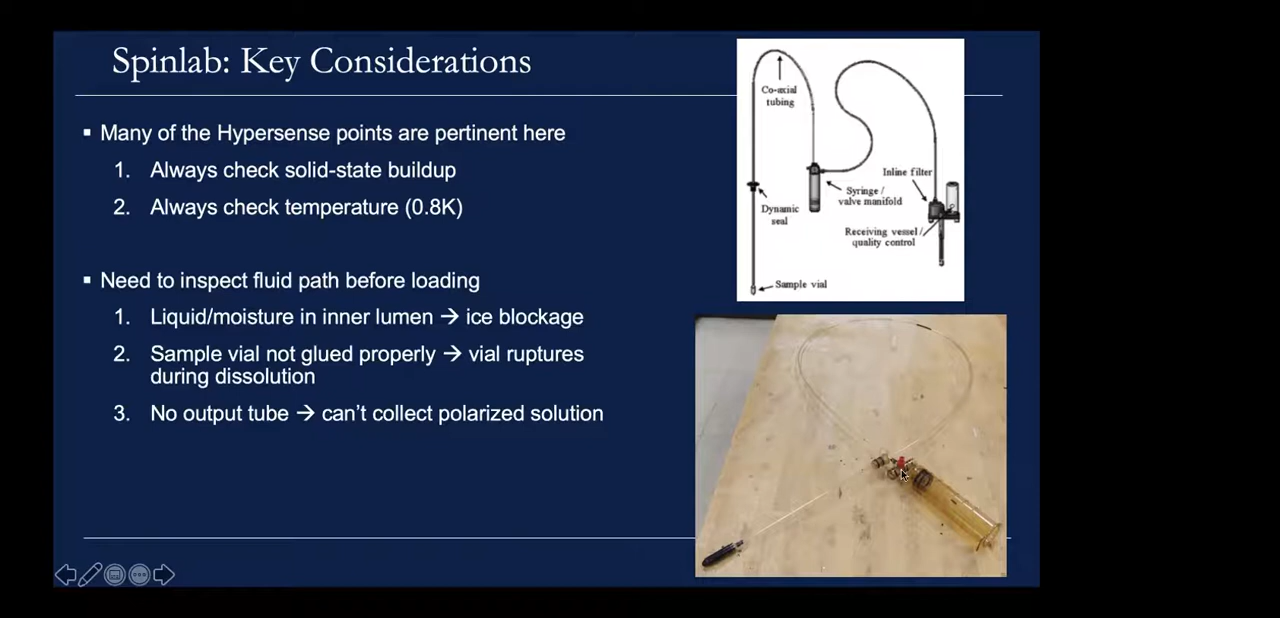 Spinlab: Key Considerations
▪ Many of the Hypersense points are pertinent here
1. Always check solid-state buildup
2. Always check temperature (0.8K)
▪ Need to inspect fluid path before loading
1. Liquid/moisture in inner lumen → ice blockage
2. Sample vial not glued properly → vial ruptures
during dissolution
3. No output tube → can’t collect polarized solution
Co-axial
tubing
Inline filter
Syringe /
valve manifold
Dynamic
seal
Receiving vessel /
quality control
Sample vial